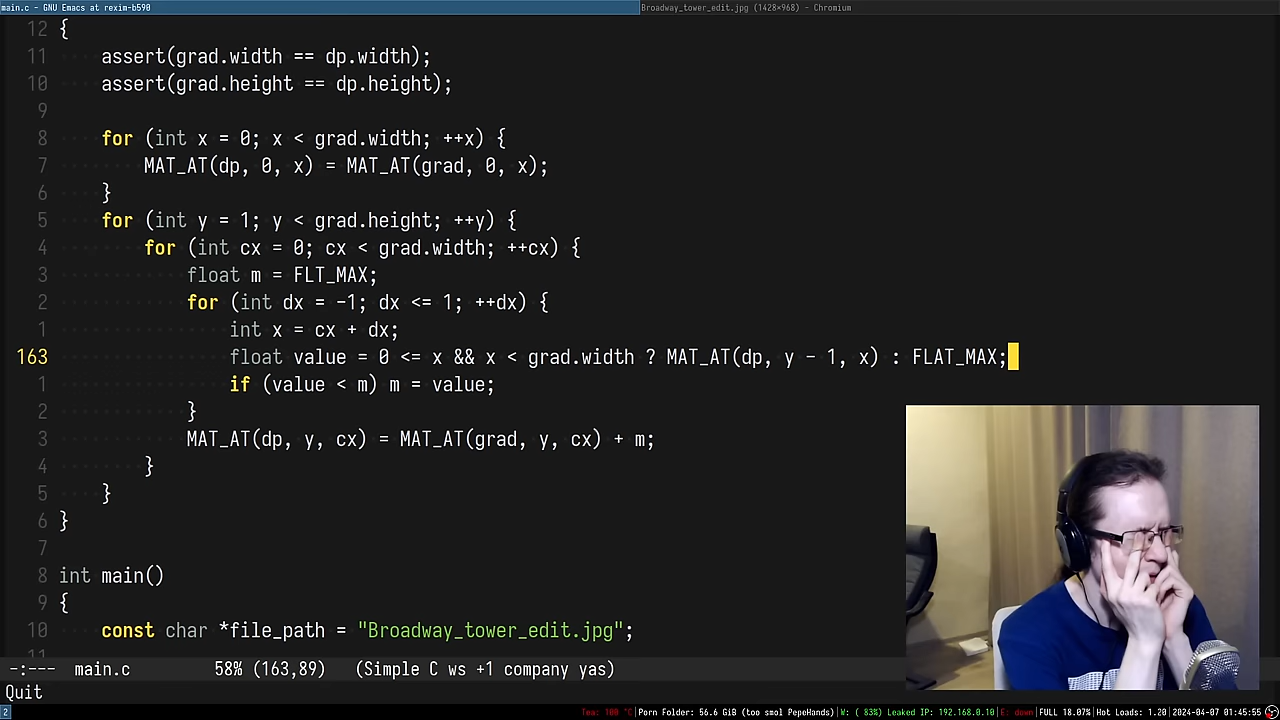 main.c - GNU Emacs at rexim-b590 Broadway_tower_edit.jpg (1428×968) - Chromium
12 {
11 assert(grad.width == dp.width);
10 assert(grad.height == dp.height);
9
8 for (int x = 0; x < grad.width; ++x) {
7 MAT_AT(dp, 0, x) = MAT_AT(grad, 0, x);
6 }
5 for (int y = 1; y < grad.height; ++y) {
4 for (int cx = 0; cx < grad.width; ++cx) {
3 float m = FLT_MAX;
2 for (int dx = -1; dx <= 1; ++dx) {
1 int x = cx + dx;
163 float value = 0 <= x && x < grad.width ? MAT_AT(dp, y - 1, x) : FLAT_MAX;
1 if (value < m) m = value;
2 }
3 MAT_AT(dp, y, cx) = MAT_AT(grad, y, cx) + m;
4 }
5 }
6 }
7
8 int main()
9 {
10 const char *file_path = "Broadway_tower_edit.jpg";
11
-:--- main.c 58% (163,89) (Simple C ws +1 company yas)
Quit
2 Tea: 100 °C|Porn Folder: 56.6 GiB (too smol PepeHands)|W: ( 83%) Leaked IP: 192.168.0.10|E: down|FULL 18.07%|Hot Loads: 1.20|2024-04-07 01:45:55